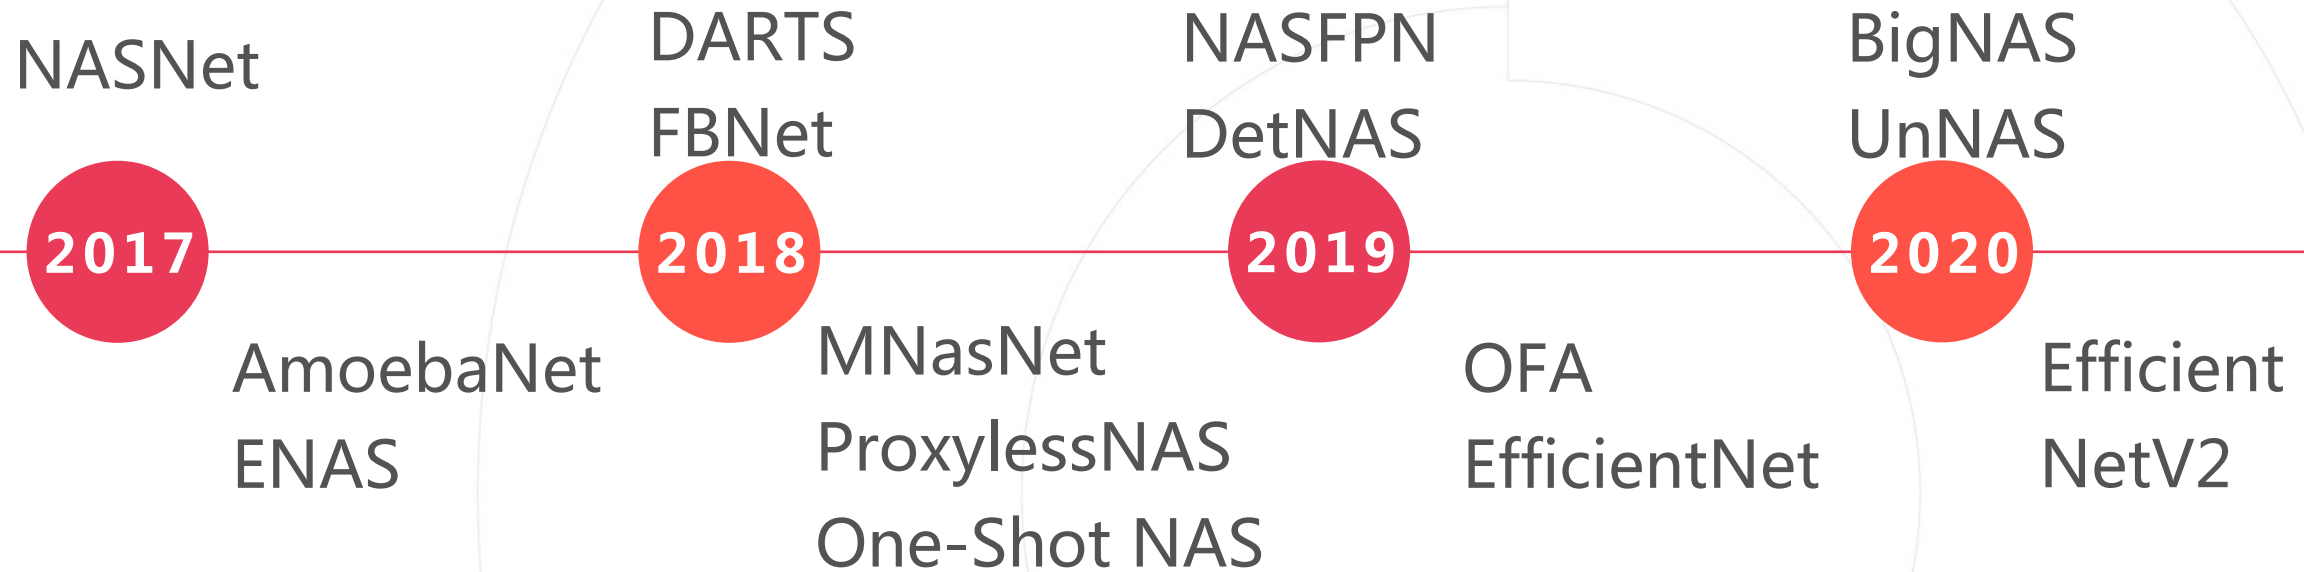 NASNet
2017
AmoebaNet
ENAS
DARTS
FBNet
2018
MNasNet
ProxylessNAS
One-Shot NAS
NASFPN
DetNAS
2019
OFA
EfficientNet
BigNAS
UnNAS
2020
Efficient
NetV2